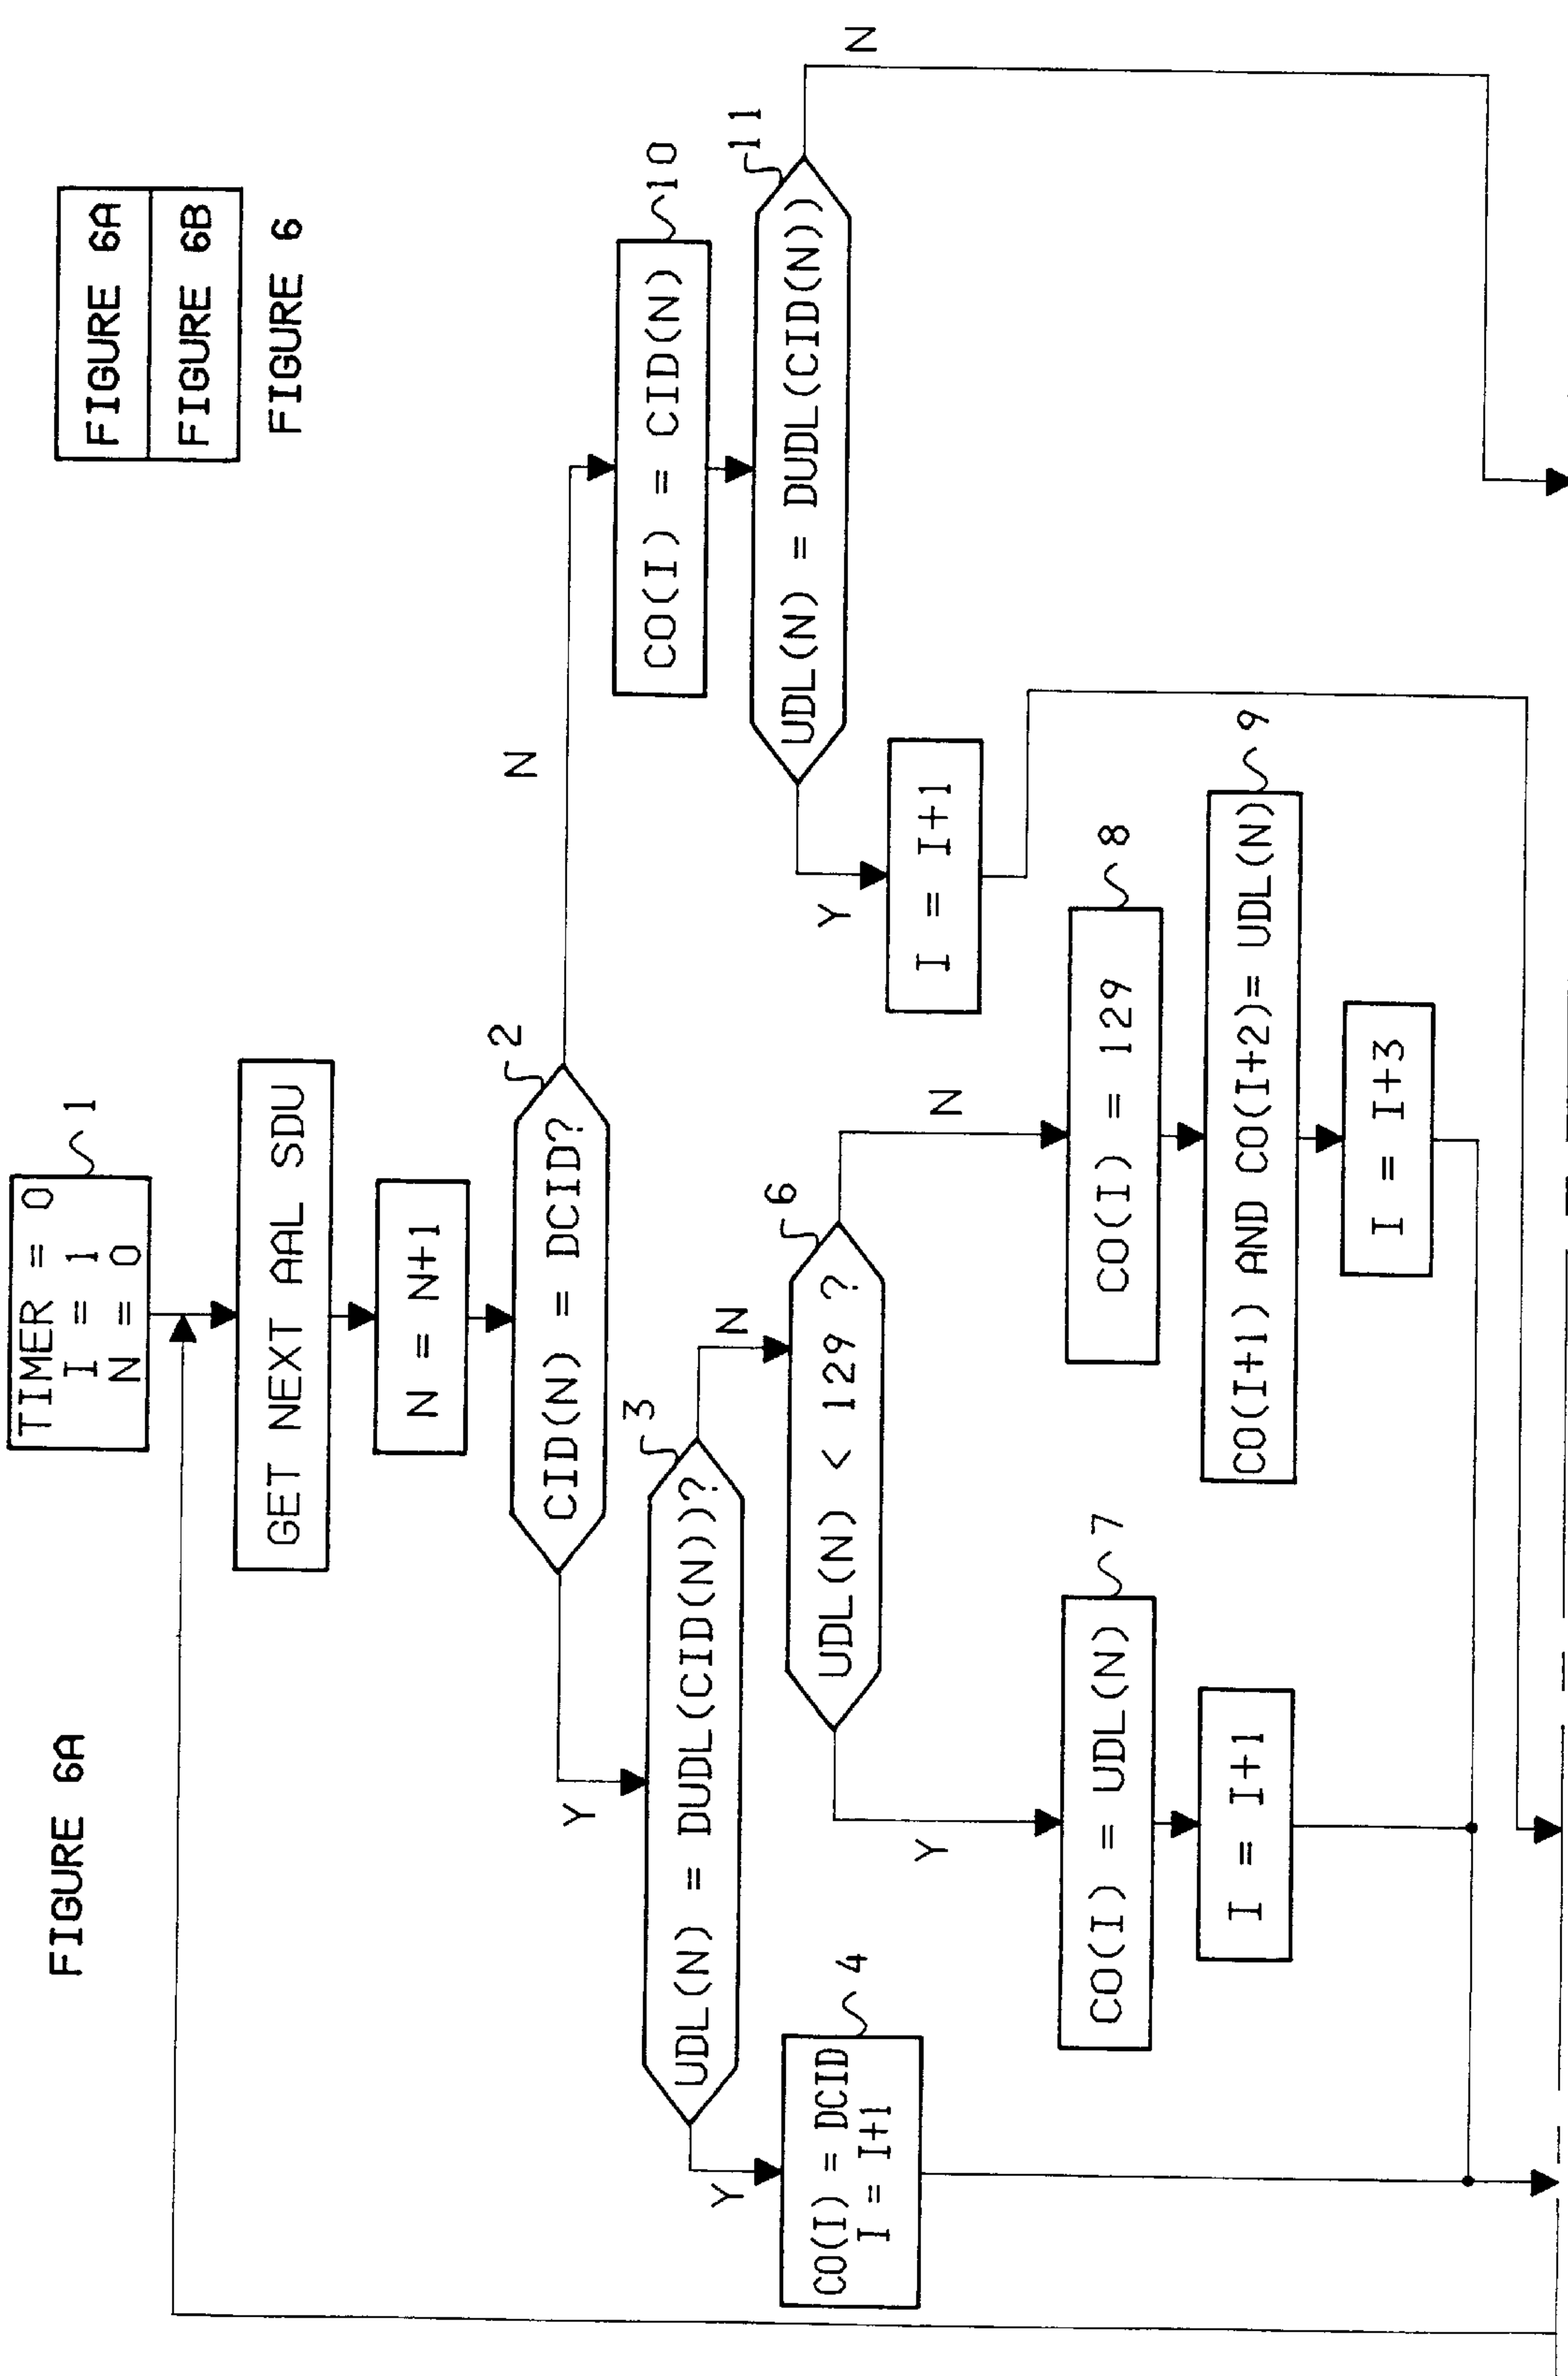 FIGURE 6A
FIGURE 6A
FIGURE 6B
FIGURE 6
TIMER = 0
I = 1
N = 0
1
GET NEXT AAL SDU
N = N+1
CID(N) = DCID?
2
Y
N
UDL(N) = DUDL(CID(N))?
3
Y
N
CO(I) = DCID
I = I+1
4
UDL(N) < 129 ?
6
Y
N
CO(I) = UDL(N)
7
I = I+1
CO(I) = 129
8
CO(I+1) AND CO(I+2)= UDL(N)
9
I = I+3
CO(I) = CID(N)
10
UDL(N) = DUDL(CID(N))
11
Y
N
I = I+1